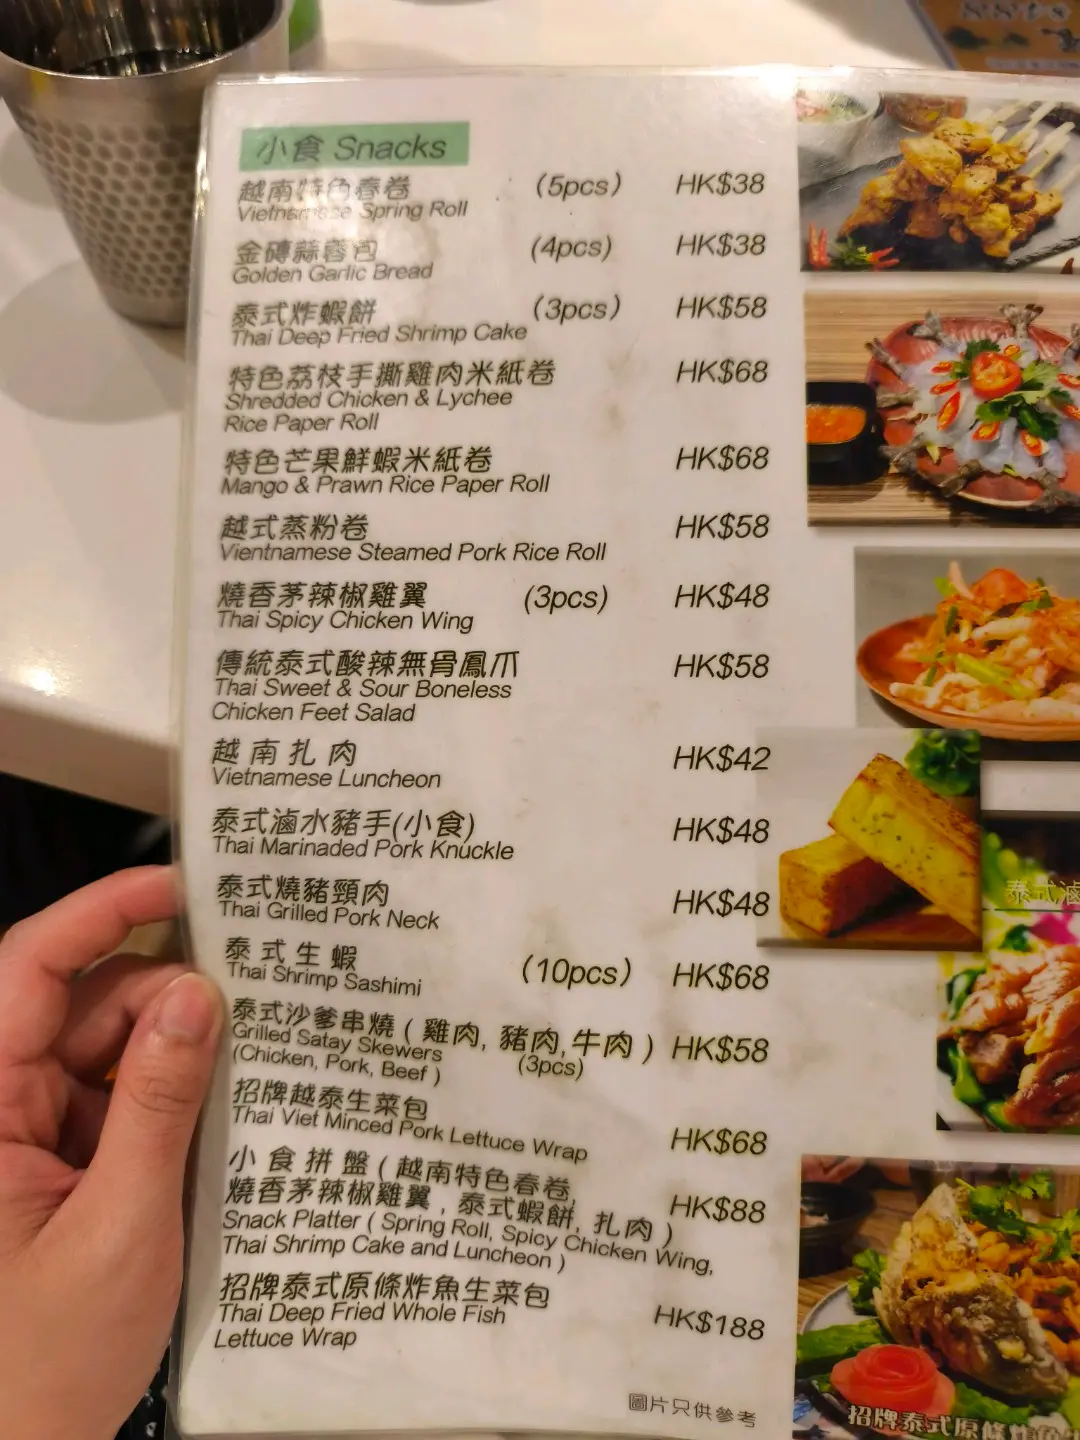 小食 Snacks
越南特色春卷 (5pcs) HK$38
Vietnamese Spring Roll
金磚蒜蓉包 (4pcs) HK$38
Golden Garlic Bread
泰式炸蝦餅 (3pcs) HK$58
Thai Deep Fried Shrimp Cake
特色荔枝手撕雞肉米紙卷 HK$68
Shredded Chicken & Lychee
Rice Paper Roll
特色芒果鮮蝦米紙卷 HK$68
Mango & Prawn Rice Paper Roll
越式蒸粉卷 HK$58
Vientnamese Steamed Pork Rice Roll
燒香茅辣椒雞翼 (3pcs) HK$48
Thai Spicy Chicken Wing
傳統泰式酸辣無骨鳳爪 HK$58
Thai Sweet & Sour Boneless
Chicken Feet Salad
越南扎肉 HK$42
Vietnamese Luncheon
泰式滷水豬手(小食) HK$48
Thai Marinaded Pork Knuckle
泰式燒豬頸肉 HK$48
Thai Grilled Pork Neck
泰式生蝦 (10pcs) HK$68
Thai Shrimp Sashimi
泰式沙爹串燒 ( 雞肉, 豬肉,牛肉 ) HK$58
Grilled Satay Skewers
(Chicken, Pork, Beef ) (3pcs)
招牌越泰生菜包
Thai Viet Minced Pork Lettuce Wrap HK$68
小食拼盤 ( 越南特色春卷,
燒香茅辣椒雞翼 , 泰式蝦餅, 扎肉 ) HK$88
Snack Platter ( Spring Roll, Spicy Chicken Wing,
Thai Shrimp Cake and Luncheon )
招牌泰式原條炸魚生菜包
Thai Deep Fried Whole Fish HK$188
Lettuce Wrap
圖片只供參考
泰式滷
招牌泰式原條炸魚